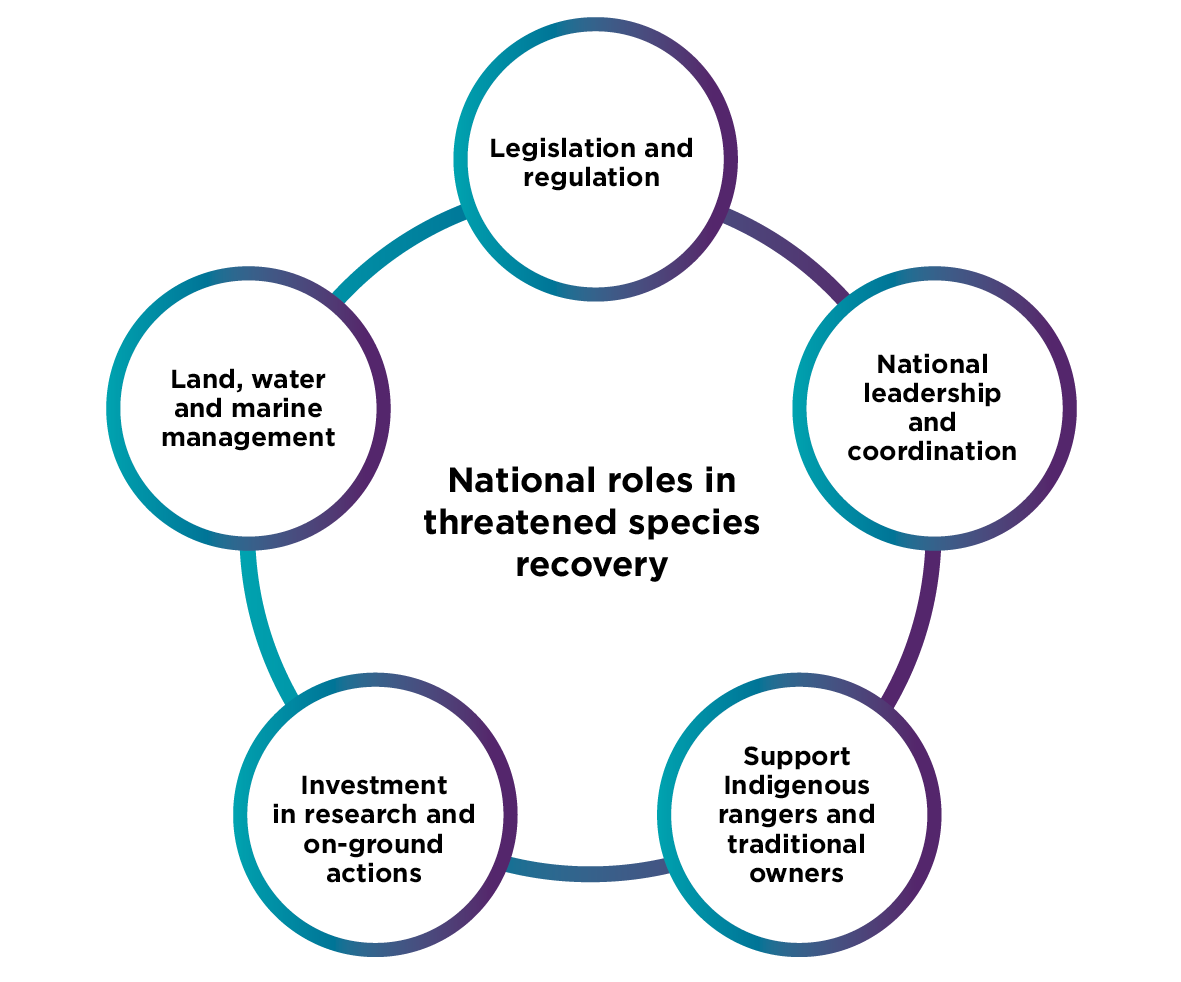 Legislation and
regulation
National
leadership
and
coordination
Support
Indigenous
rangers and
traditional
owners
Investment
in research and
on-ground
actions
Land, water
and marine
management
National roles in
threatened species
recovery